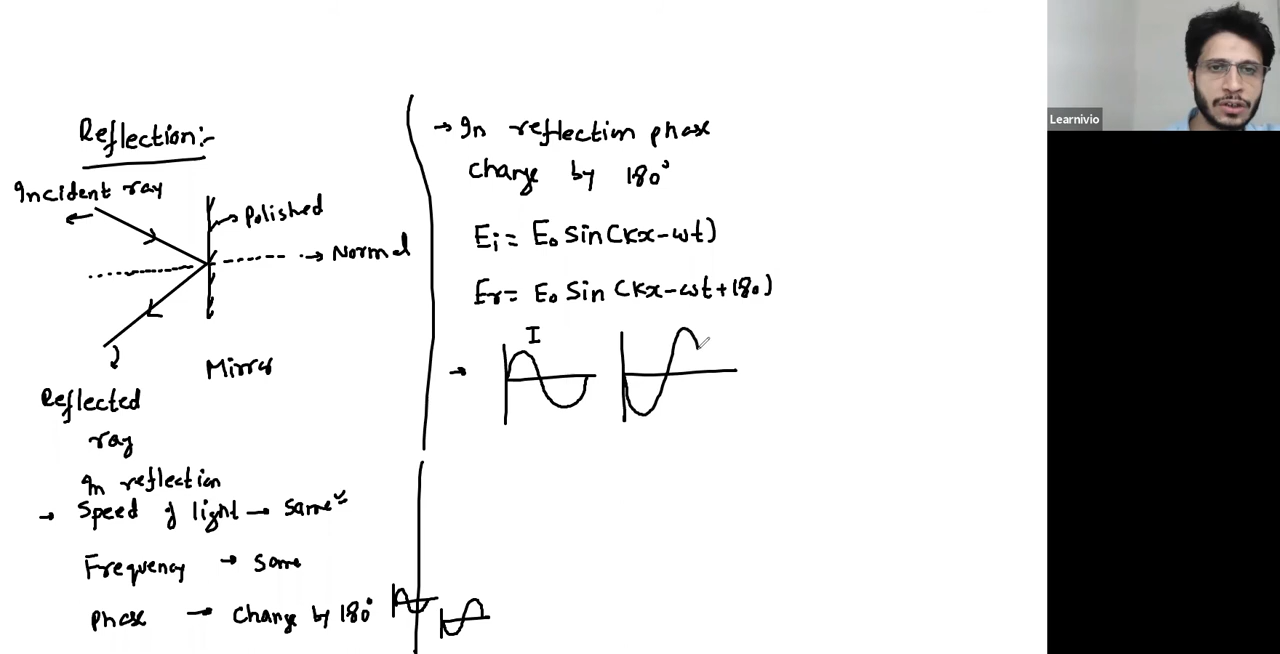 Reflection:-
Incident ray
Polished
Normal
Mirror
Reflected
ray
In reflection
→ Speed of light → same
Frequency → Same
Phase → Change by 180°
→ In reflection phase
change by 180°
Ei = E₀ Sin(kx-ωt)
Er = E₀ Sin(kx-ωt+180)
→ I
Learnivio